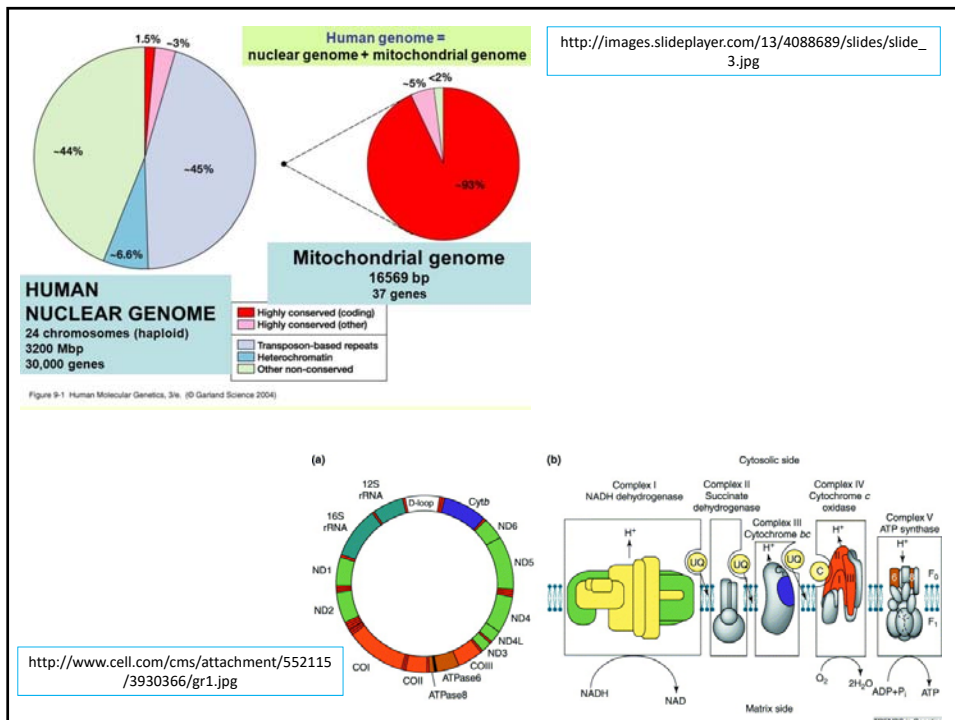 1.5%
~3%
~44%
~45%
~6.6%
Human genome =
nuclear genome + mitochondrial genome
~5%
<2%
~93%
Mitochondrial genome
16569 bp
37 genes
http://images.slideplayer.com/13/4088689/slides/slide_
3.jpg
HUMAN
NUCLEAR GENOME
24 chromosomes (haploid)
3200 Mbp
30,000 genes
Highly conserved (coding)
Highly conserved (other)
Transposon-based repeats
Heterochromatin
Other non-conserved
Figure 9-1 Human Molecular Genetics, 3/e. (© Garland Science 2004)
(a)
12S
rRNA
D-loop
Cytb
16S
rRNA
ND6
ND5
ND1
ND2
ND4
ND4L
ND3
COI
COII
COIII
ATPase6
ATPase8
http://www.cell.com/cms/attachment/552115
/3930366/gr1.jpg
(b)
Cytosolic side
Complex I
NADH dehydrogenase
Complex II
Succinate
dehydrogenase
Complex III
Cytochrome bc
Complex IV
Cytochrome c
oxidase
Complex V
ATP synthase
H+
H+
H+
H+
UQ
UQ
UQ
C
II
I
III
F0
F1
NADH
NAD
O2
2H2O
ADP+Pi
ATP
Matrix side